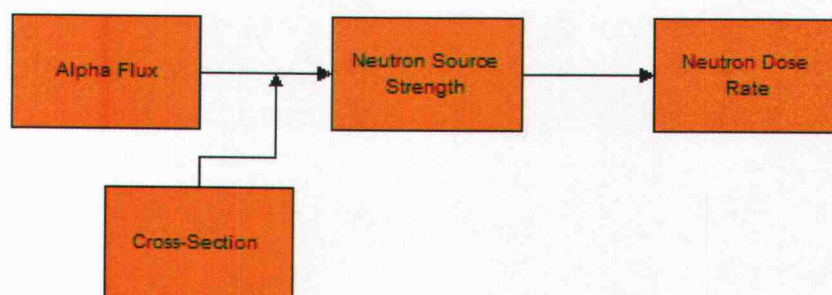 Alpha Flux
Neutron Source
Strength
Neutron Dose
Rate
Cross-Section